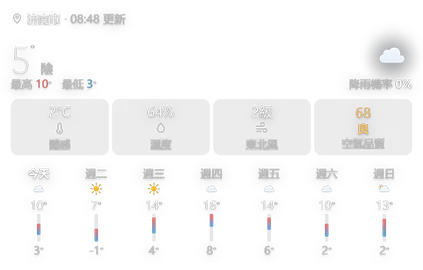 濟南市 · 08:48 更新
5°
陰
最高 10° 最低 3°
降雨機率 0%
2°C
體感
64%
濕度
2級
東北風
68
良
空氣品質
今天 週二 週三 週四 週五 週六 週日
10° 7° 14° 15° 14° 10° 13°
3° -1° 4° 8° 6° 2° 2°